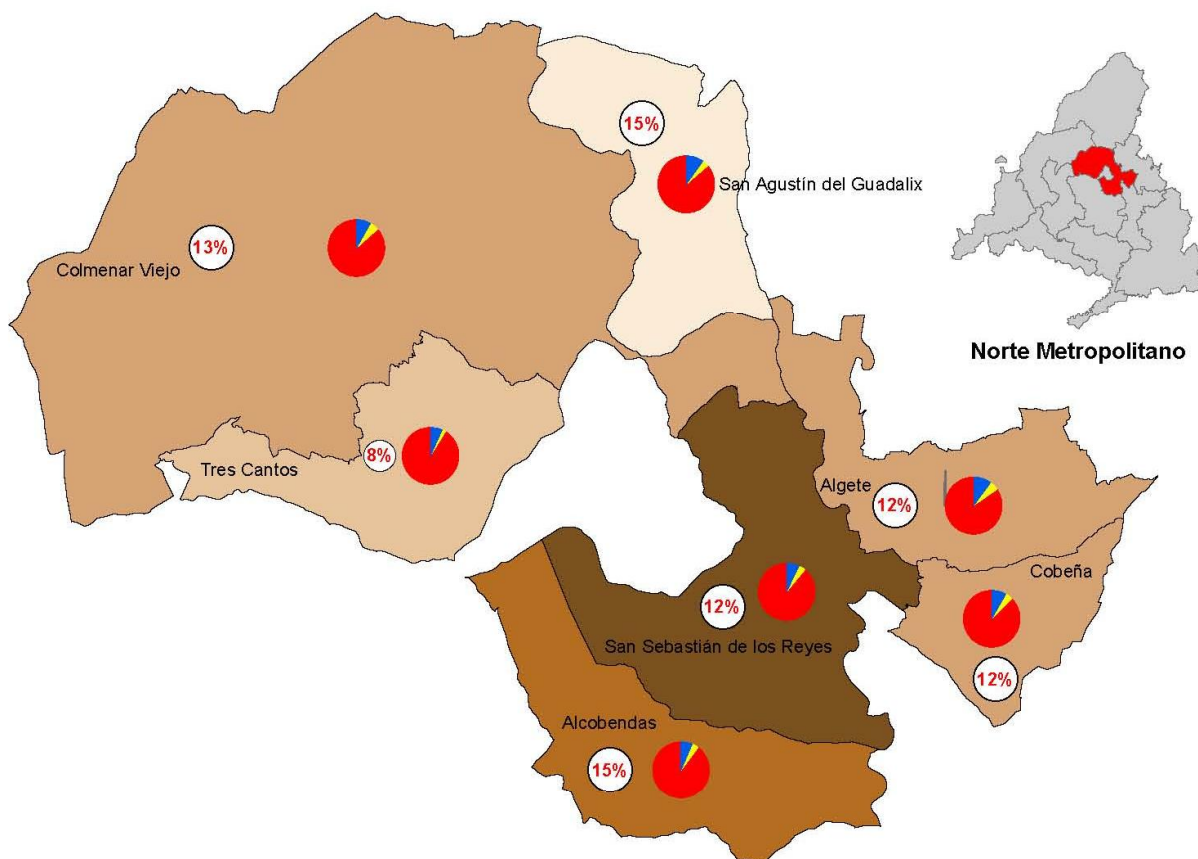 15%
San Agustín del Guadalix
13%
Colmenar Viejo
Norte Metropolitano
8%
Tres Cantos
Algete
12%
Cobeña
12%
San Sebastián de los Reyes
12%
Alcobendas
15%